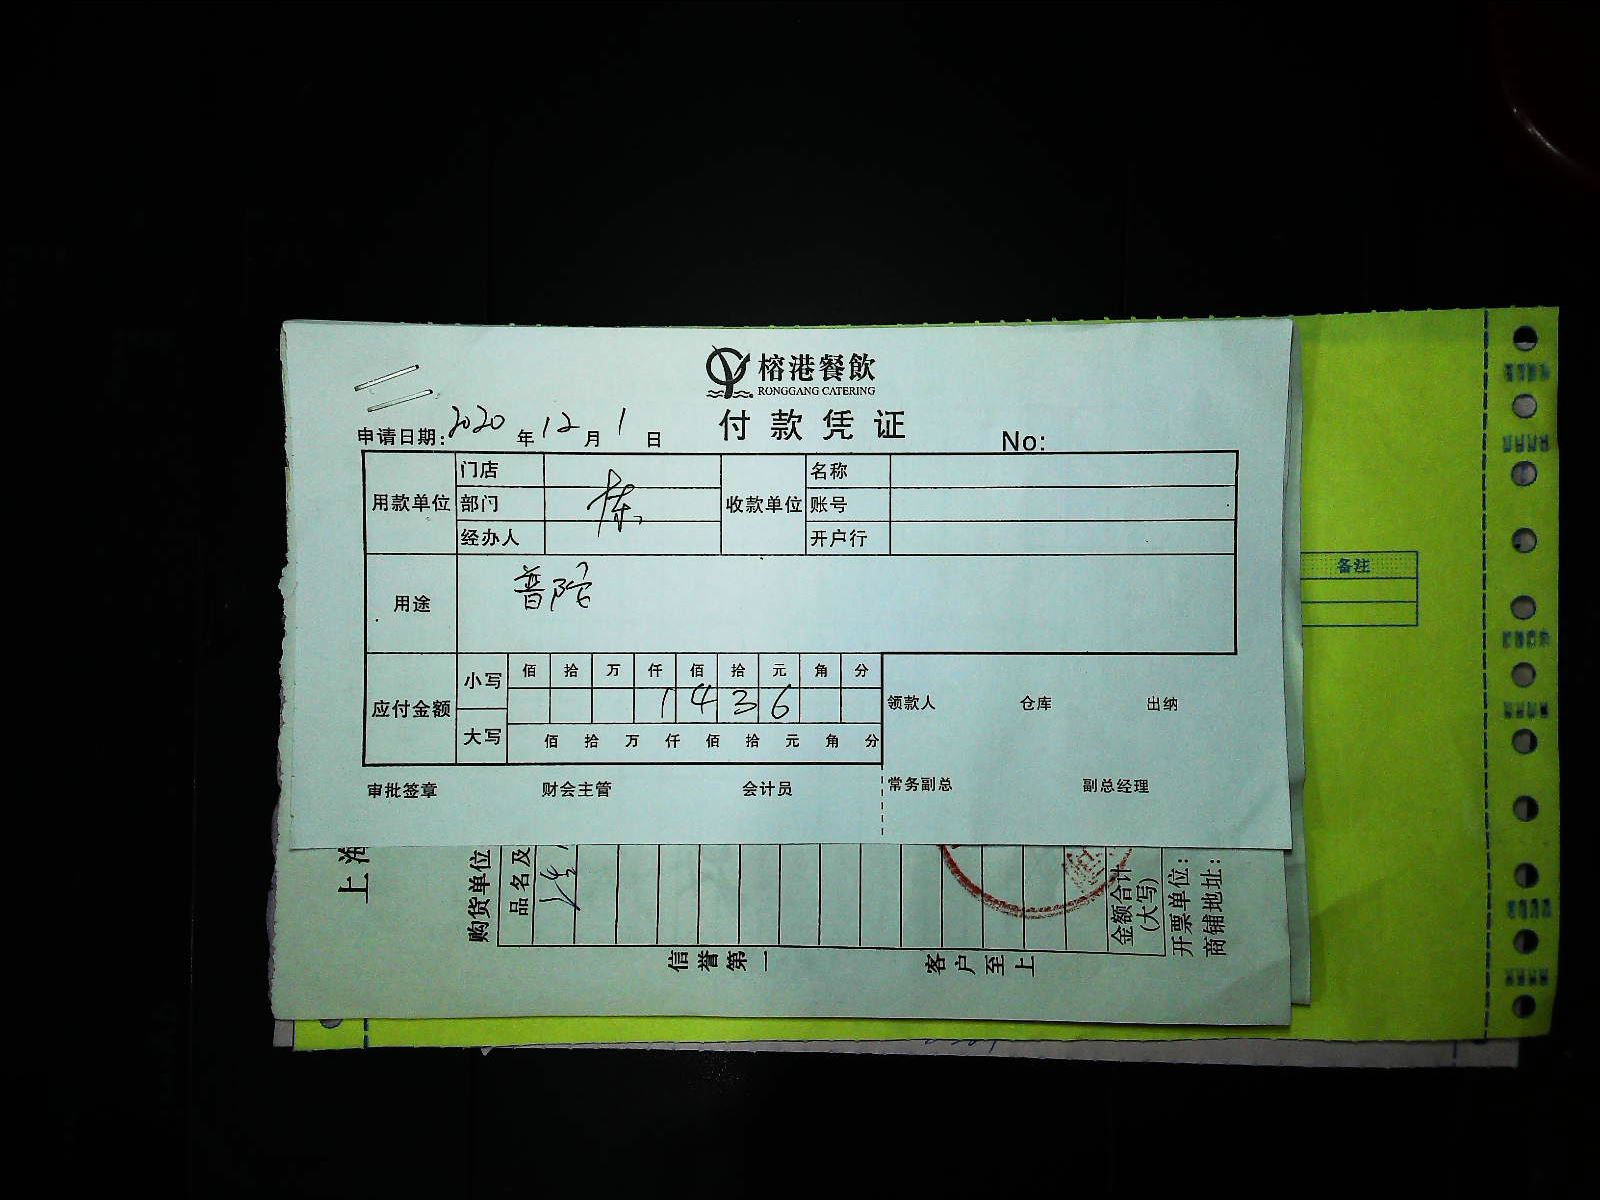 榕港餐飲
RONGGANG CATERING
付款凭证
申请日期: 2020 年 12 月 1 日 No:
用款单位 门店 收款单位 名称
部门 账号
经办人 开户行
用途 普陀
应付金额 小写 佰 拾 万 仟 佰 拾 元 角 分
1 4 3 6
大写 佰 拾 万 仟 佰 拾 元 角 分
领款人 仓库 出纳
审批签章 财会主管 会计员 常务副总 副总经理
备注
上海
购货单位
品名及
金额合计
(大写)
开票单位:
商铺地址:
信誉第一 客户至上